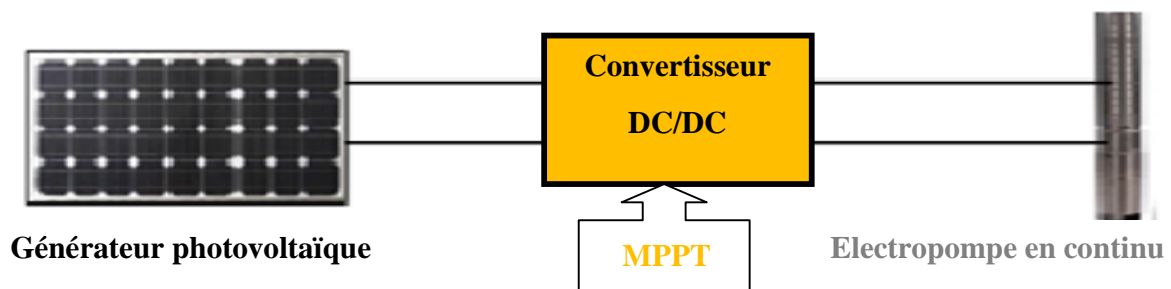 Convertisseur
DC/DC
Générateur photovoltaïque
MPPT
Electropompe en continu